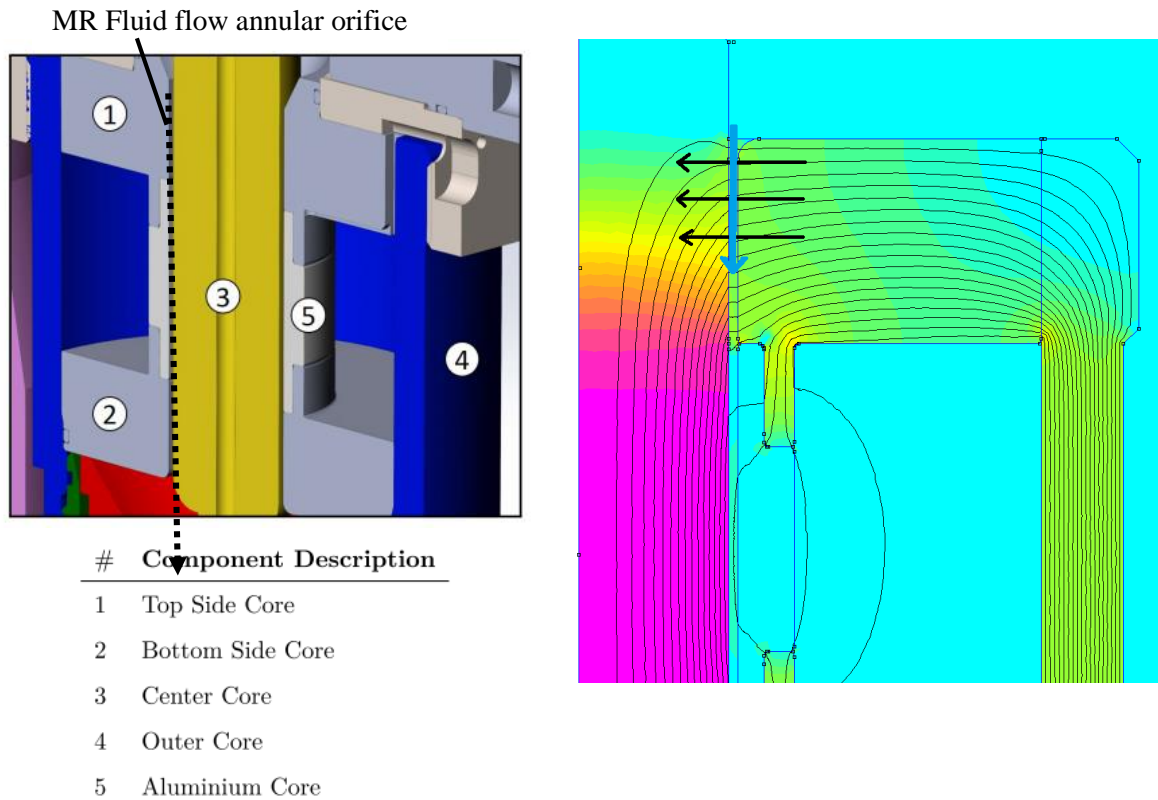 MR Fluid flow annular orifice
1
3
5
4
2
# Component Description
1 Top Side Core
2 Bottom Side Core
3 Center Core
4 Outer Core
5 Aluminium Core